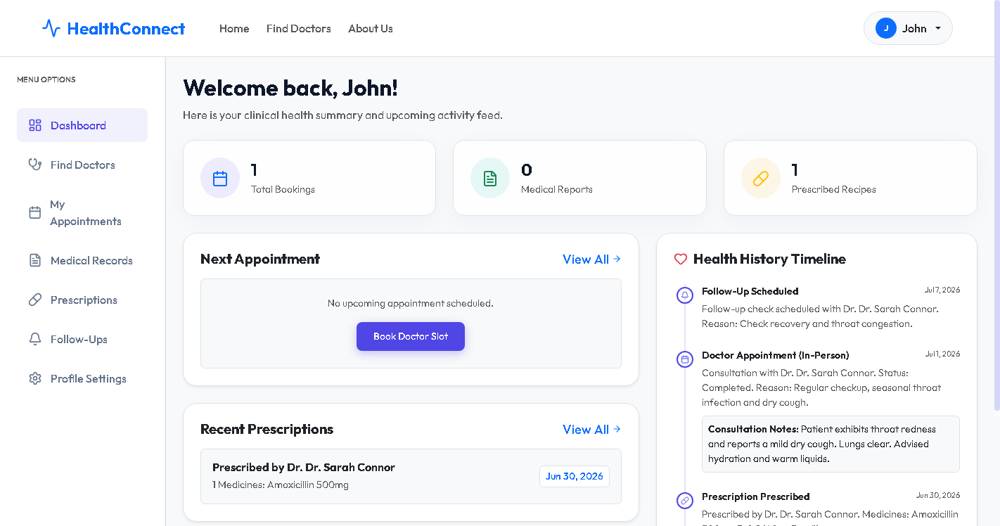 HealthConnect
Home
Find Doctors
About Us
J
John
MENU OPTIONS
Dashboard
Find Doctors
My
Appointments
Medical Records
Prescriptions
Follow-Ups
Profile Settings
Welcome back, John!
Here is your clinical health summary and upcoming activity feed.
1
Total Bookings
0
Medical Reports
1
Prescribed Recipes
Next Appointment
View All →
No upcoming appointment scheduled.
Book Doctor Slot
Recent Prescriptions
View All →
Prescribed by Dr. Dr. Sarah Connor
1 Medicines: Amoxicillin 500mg
Jun 30, 2026
Health History Timeline
Follow-Up Scheduled
Jul 7, 2026
Follow-up check scheduled with Dr. Dr. Sarah Connor.
Reason: Check recovery and throat congestion.
Doctor Appointment (In-Person)
Jul 1, 2026
Consultation with Dr. Dr. Sarah Connor. Status:
Completed. Reason: Regular checkup, seasonal throat
infection and dry cough.
Consultation Notes: Patient exhibits throat redness
and reports a mild dry cough. Lungs clear. Advised
hydration and warm liquids.
Prescription Prescribed
Jun 30, 2026
Prescribed by Dr. Dr. Sarah Connor. Medicines: Amoxicillin